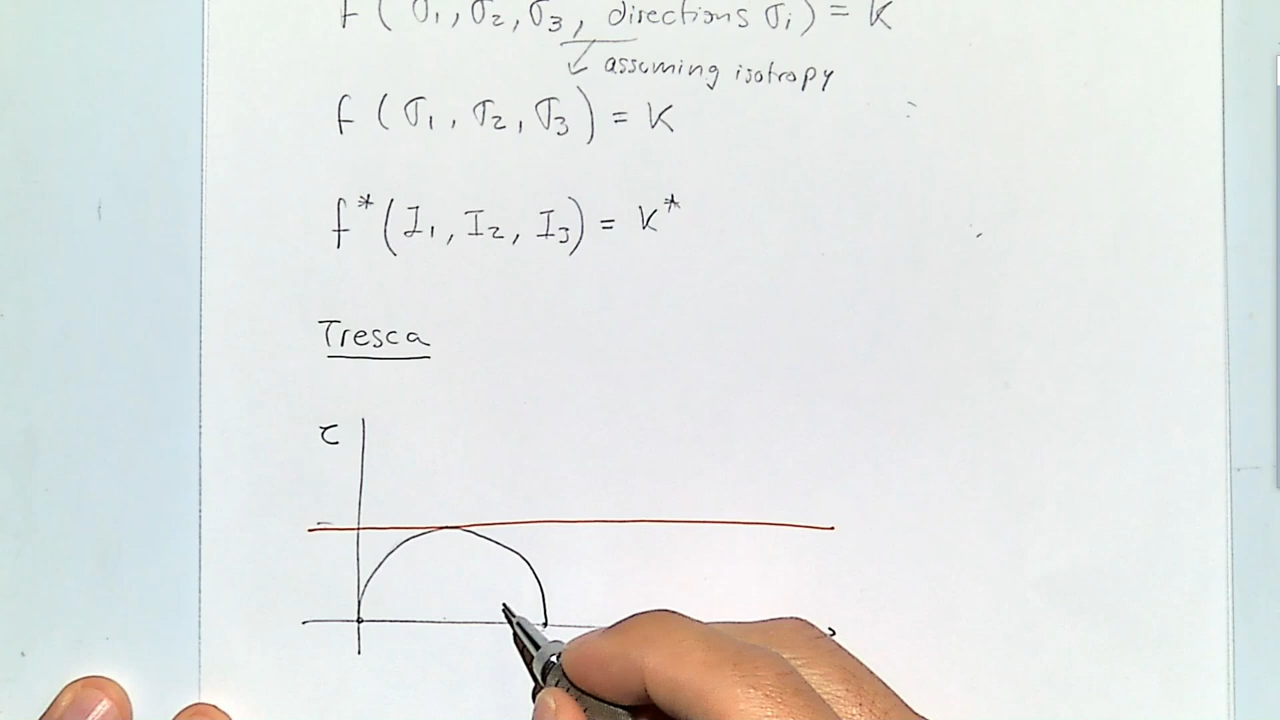 f ( σ₁, σ₂, σ₃, directions σᵢ ) = K
assuming isotropy
f ( σ₁, σ₂, σ₃ ) = K
f* ( I₁, I₂, I₃ ) = K*
Tresca
τ